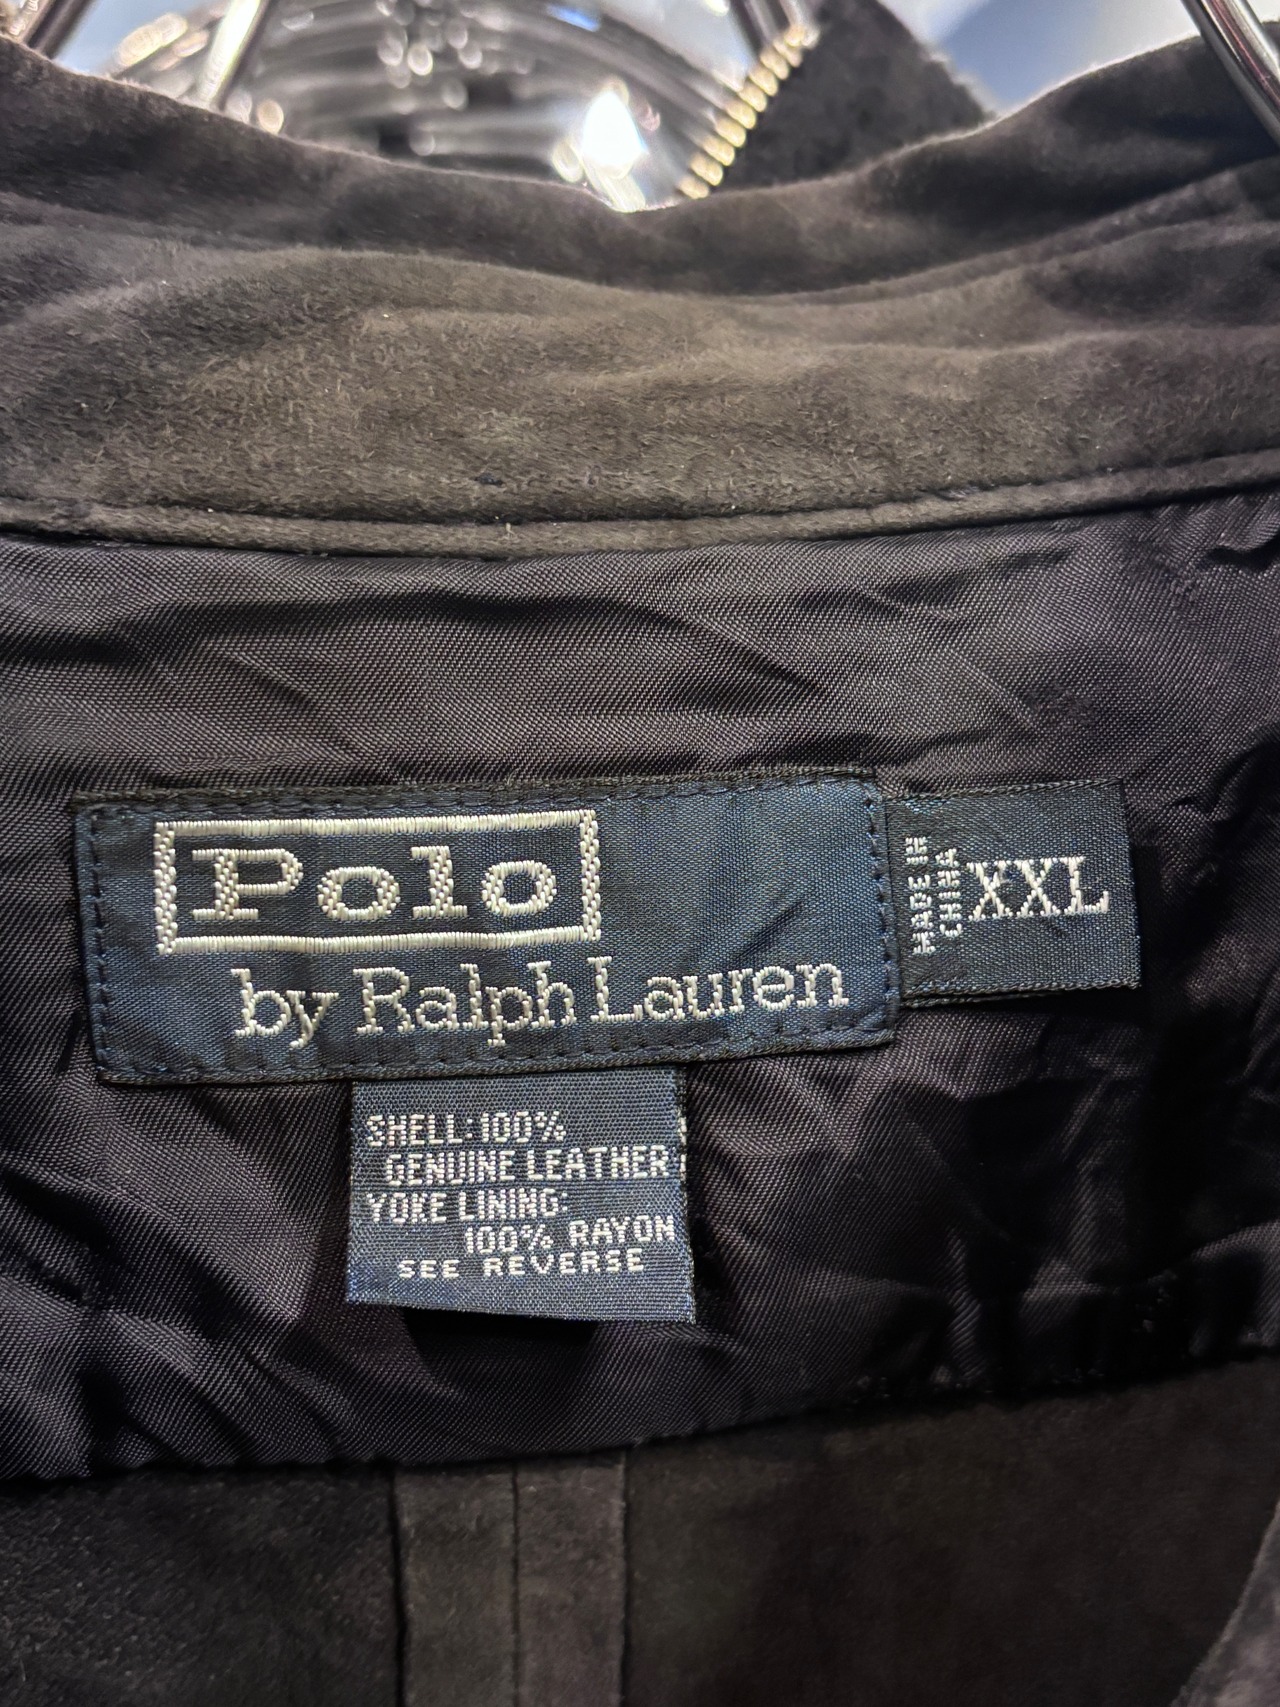 Polo
by Ralph Lauren
MADE IN
CHINA
XXL
SHELL:100%
GENUINE LEATHER
YOKE LINING:
100% RAYON
SEE REVERSE